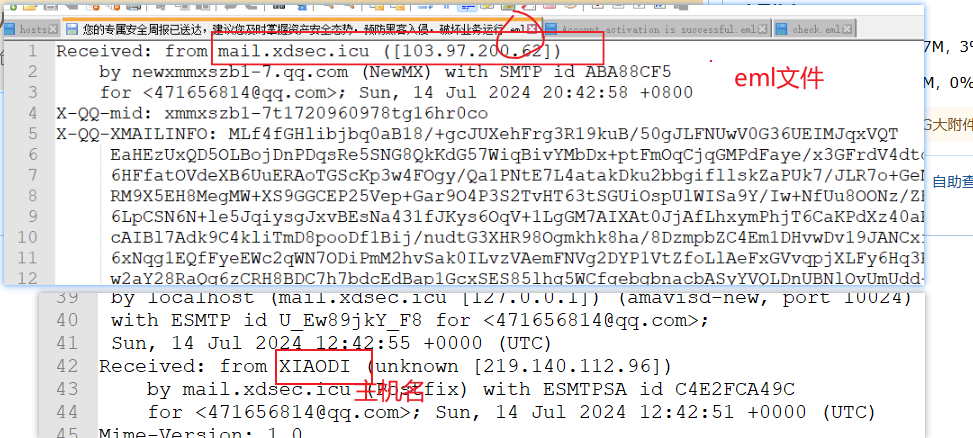 hosts
您的专属安全周报已送达，建议您及时掌握资产安全态势，预防黑客入侵，破坏业务运行.eml
Account activation is successful.eml
check.eml
1 Received: from mail.xdsec.icu ([103.97.200.62])
2 by newxmmxszb1-7.qq.com (NewMX) with SMTP id ABA88CF5
3 for <471656814@qq.com>; Sun, 14 Jul 2024 20:42:58 +0800
4 X-QQ-mid: xmmxszb1-7t1720960978tg16hr0co
5 X-QQ-XMAILINFO: MLf4fGHlibjbq0aB18/+gcJUXehFrg3R19kuB/50gJLFNUwV0G36UEIMJqxVQT
6 EaHEzUxQD5OLBojDnPDqsRe5SNG8QkKdG57WiqBivYMbDx+ptFmOqCjqGMPdFaye/x3GFrdV4dt
7 6HFfatOVdeXB6UuERAoTGScKp3w4FOgy/Qa1PNtE7L4atakDku2bbgifllskZaPUk7/JLR7o+GeN
8 RM9X5EH8MegMW+XS9GGCEP25Vep+Gar9O4P3S2TvHT63tSGUiOspUlWISa9Y/Iw+NfUu8OONz/Z
9 6LpCSN6N+le5JqiysgJxvBEsNa431fJKys6OqV+1LgGM7AIXAt0JjAfLhxymPhjT6CaKPdXz40a
10 cAIBl7Adk9C4kliTmD8pooDf1Bij/nudtG3XHR98Ogmkhk8ha/8DzmpbZC4Em1DHvwDv19JANCx
11 6xNqg1EQfFyeEWc2qWN7ODiPmM2hvSak0ILvzVAemFNVg2DYP1VtZfoLlAeFxGVvqpjXLFy6Hq3
12 w2aY28RaQg6zCRH8BDC7h7bdcEdBap1GcxSES85lhg5WCfgebgbnacbASyYVQLDnUBNlOvUmUdd
eml文件
7M, 3
M, 0%
G大附件
自助查
39 by localhost (mail.xdsec.icu [127.0.0.1]) (amavisd-new, port 10024)
40 with ESMTP id U_Ew89jkY_F8 for <471656814@qq.com>;
41 Sun, 14 Jul 2024 12:42:55 +0000 (UTC)
42 Received: from XIAODI (unknown [219.140.112.96])
43 by mail.xdsec.icu (Postfix) with ESMTPSA id C4E2FCA49C
主机名
44 for <471656814@qq.com>; Sun, 14 Jul 2024 12:42:51 +0000 (UTC)
45 Mime-Version: 1.0